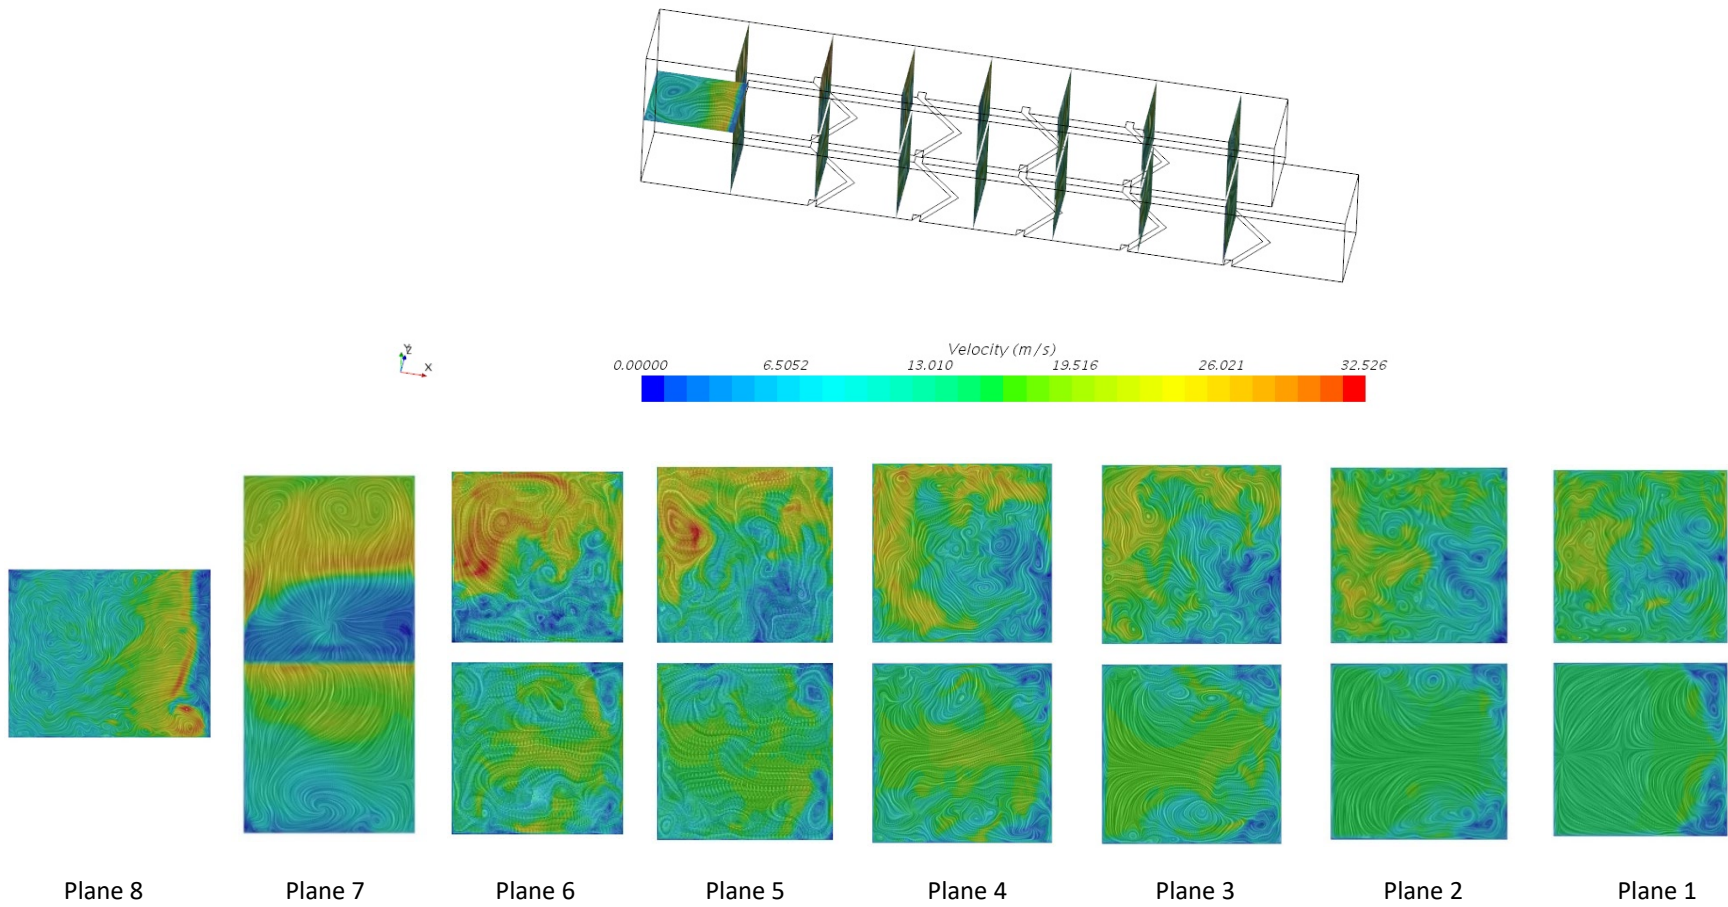 Y
Z
X
Velocity (m/s)
0.00000 6.5052 13.010 19.516 26.021 32.526
Plane 8 Plane 7 Plane 6 Plane 5 Plane 4 Plane 3 Plane 2 Plane 1